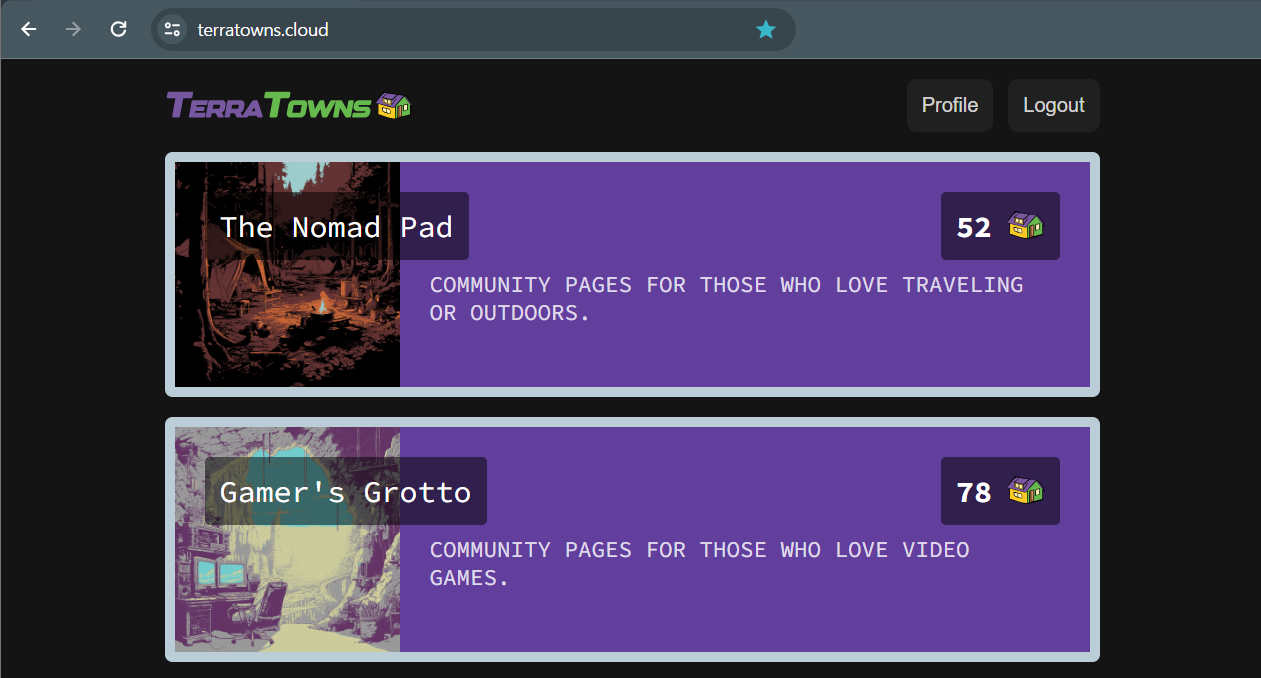 terratowns.cloud
TERRATOWNS
Profile
Logout
The Nomad Pad
52
COMMUNITY PAGES FOR THOSE WHO LOVE TRAVELING
OR OUTDOORS.
Gamer's Grotto
78
COMMUNITY PAGES FOR THOSE WHO LOVE VIDEO
GAMES.